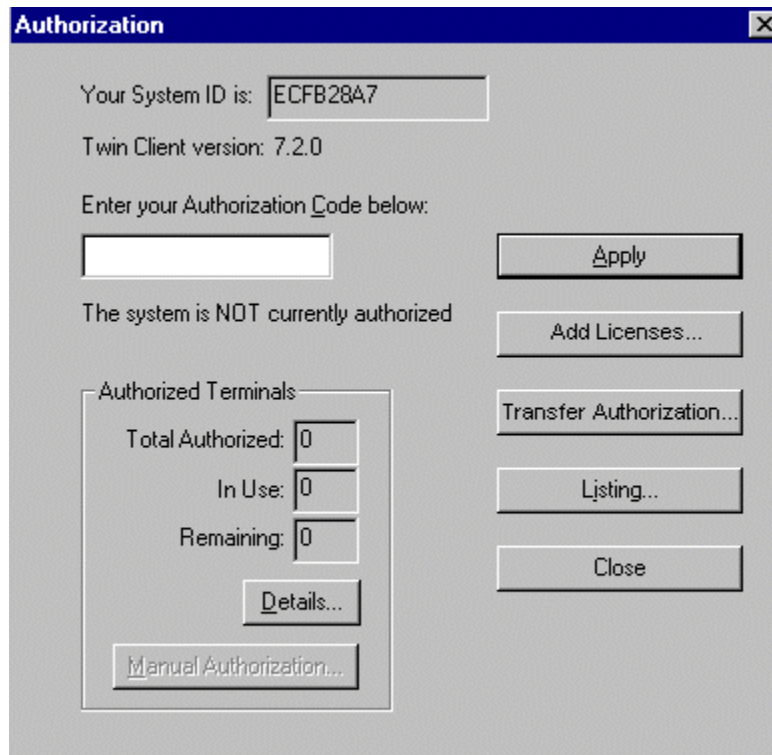 Authorization
Your System ID is: ECFB28A7
Twin Client version: 7.2.0
Enter your Authorization Code below:
Apply
The system is NOT currently authorized
Add Licenses...
Authorized Terminals
Transfer Authorization...
Total Authorized: 0
In Use: 0
Listing...
Remaining: 0
Close
Details...
Manual Authorization...